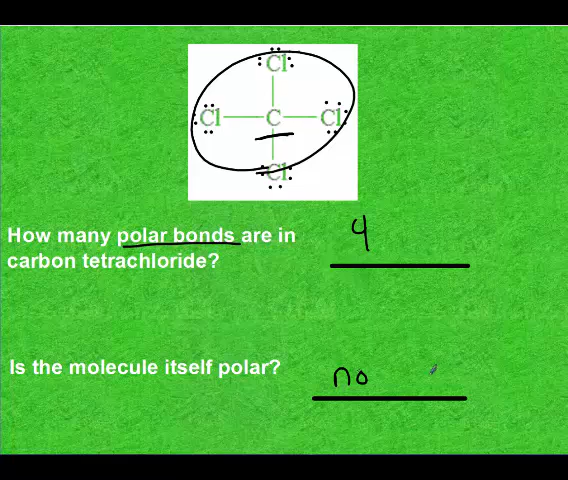 Cl
Cl C Cl
Cl
How many polar bonds are in
carbon tetrachloride?
4
Is the molecule itself polar?
no